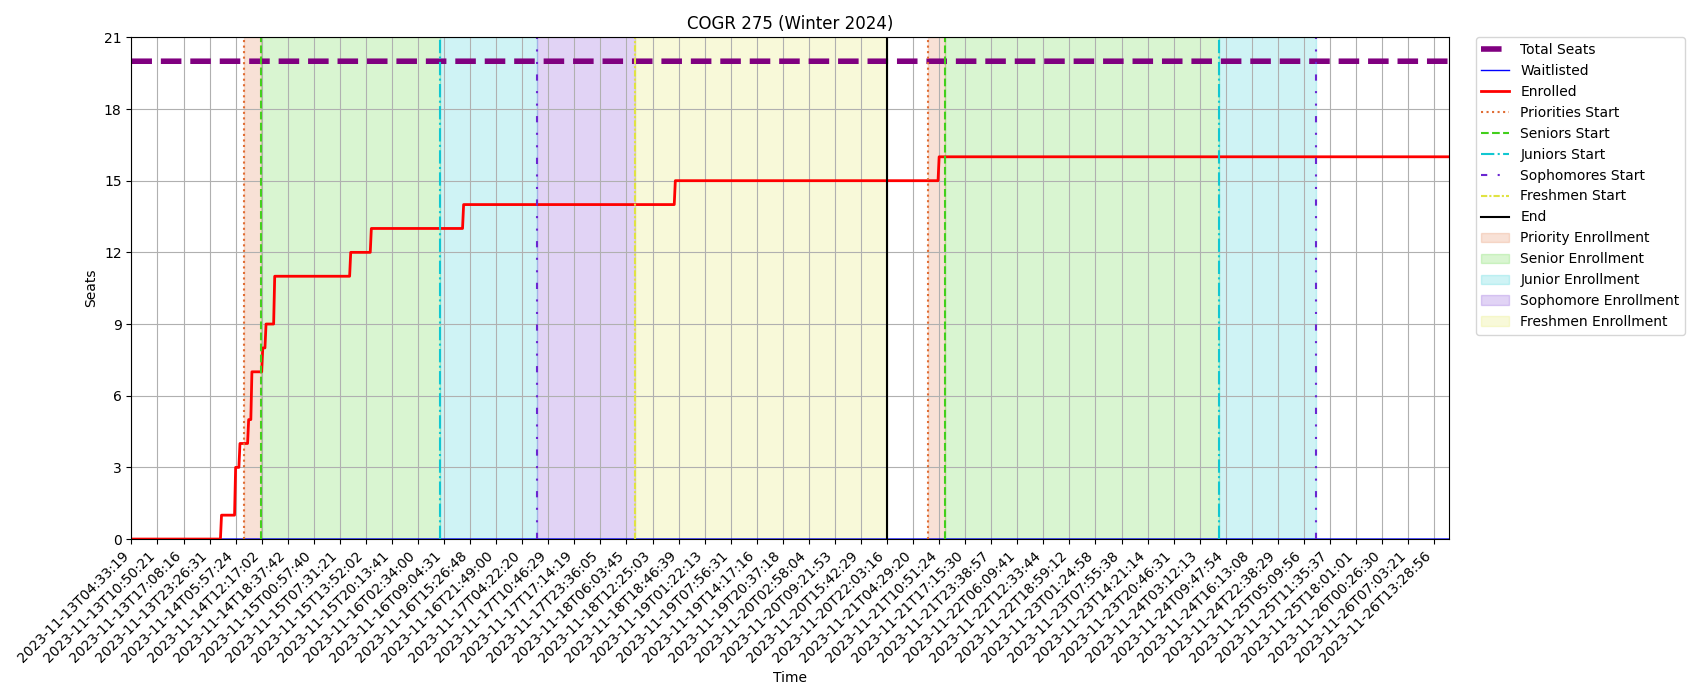 COGR 275 (Winter 2024)
21
18
15
12
9
6
3
0
Seats
2023-11-13T04:33:19
2023-11-13T10:50:21
2023-11-13T17:08:16
2023-11-13T23:26:31
2023-11-14T05:57:24
2023-11-14T12:17:02
2023-11-14T18:37:42
2023-11-15T00:57:40
2023-11-15T07:31:21
2023-11-15T13:52:02
2023-11-15T20:13:41
2023-11-16T02:34:00
2023-11-16T09:04:31
2023-11-16T15:26:48
2023-11-16T21:49:00
2023-11-17T04:22:20
2023-11-17T10:46:29
2023-11-17T17:14:19
2023-11-17T23:36:05
2023-11-18T06:03:45
2023-11-18T12:25:03
2023-11-18T18:46:39
2023-11-19T01:22:13
2023-11-19T07:56:31
2023-11-19T14:17:16
2023-11-19T20:37:18
2023-11-20T02:58:04
2023-11-20T09:21:53
2023-11-20T15:42:29
2023-11-20T22:03:16
2023-11-21T04:29:20
2023-11-21T10:51:24
2023-11-21T17:15:30
2023-11-21T23:38:57
2023-11-22T06:09:41
2023-11-22T12:33:44
2023-11-22T18:59:12
2023-11-23T01:24:58
2023-11-23T07:55:38
2023-11-23T14:21:14
2023-11-23T20:46:31
2023-11-24T03:12:13
2023-11-24T09:47:54
2023-11-24T16:13:08
2023-11-24T22:38:29
2023-11-25T05:09:56
2023-11-25T11:35:37
2023-11-25T18:01:01
2023-11-26T00:26:30
2023-11-26T07:03:21
2023-11-26T13:28:56
Time
Total Seats
Waitlisted
Enrolled
Priorities Start
Seniors Start
Juniors Start
Sophomores Start
Freshmen Start
End
Priority Enrollment
Senior Enrollment
Junior Enrollment
Sophomore Enrollment
Freshmen Enrollment